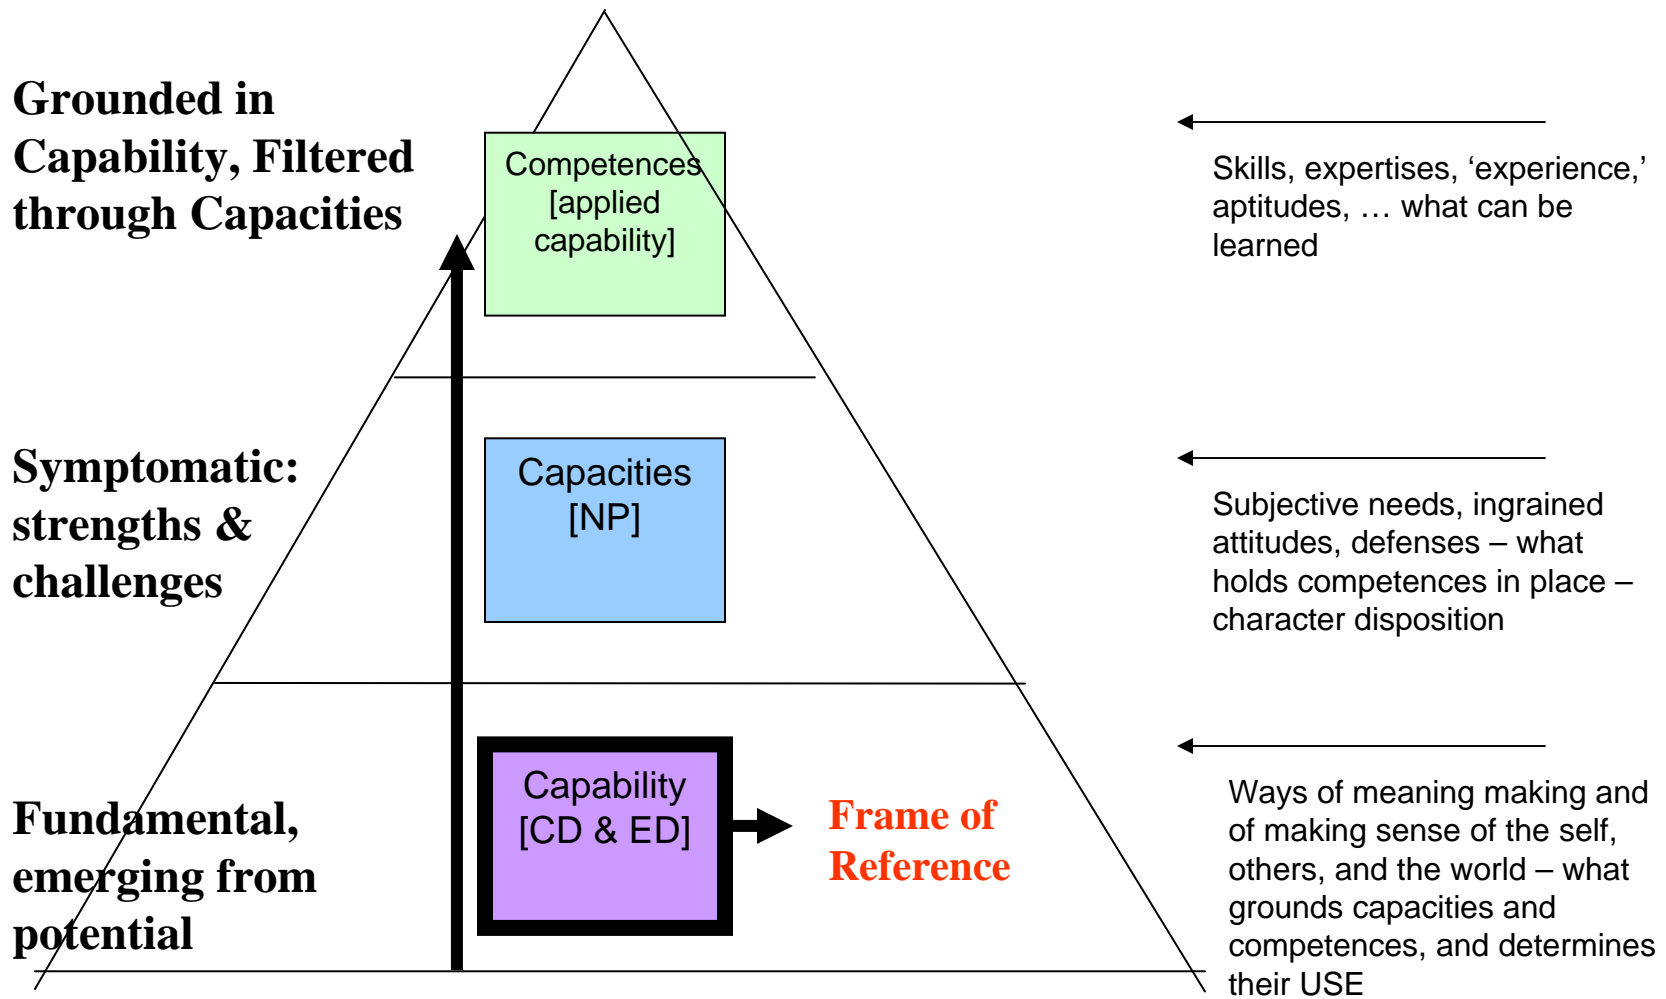 Grounded in
Capability, Filtered
through Capacities
Competences
[applied
capability]
Skills, expertises, ‘experience,’
aptitudes, … what can be
learned
Symptomatic:
strengths &
challenges
Capacities
[NP]
Subjective needs, ingrained
attitudes, defenses – what
holds competences in place –
character disposition
Fundamental,
emerging from
potential
Capability
[CD & ED]
Frame of
Reference
Ways of meaning making and
of making sense of the self,
others, and the world – what
grounds capacities and
competences, and determines
their USE